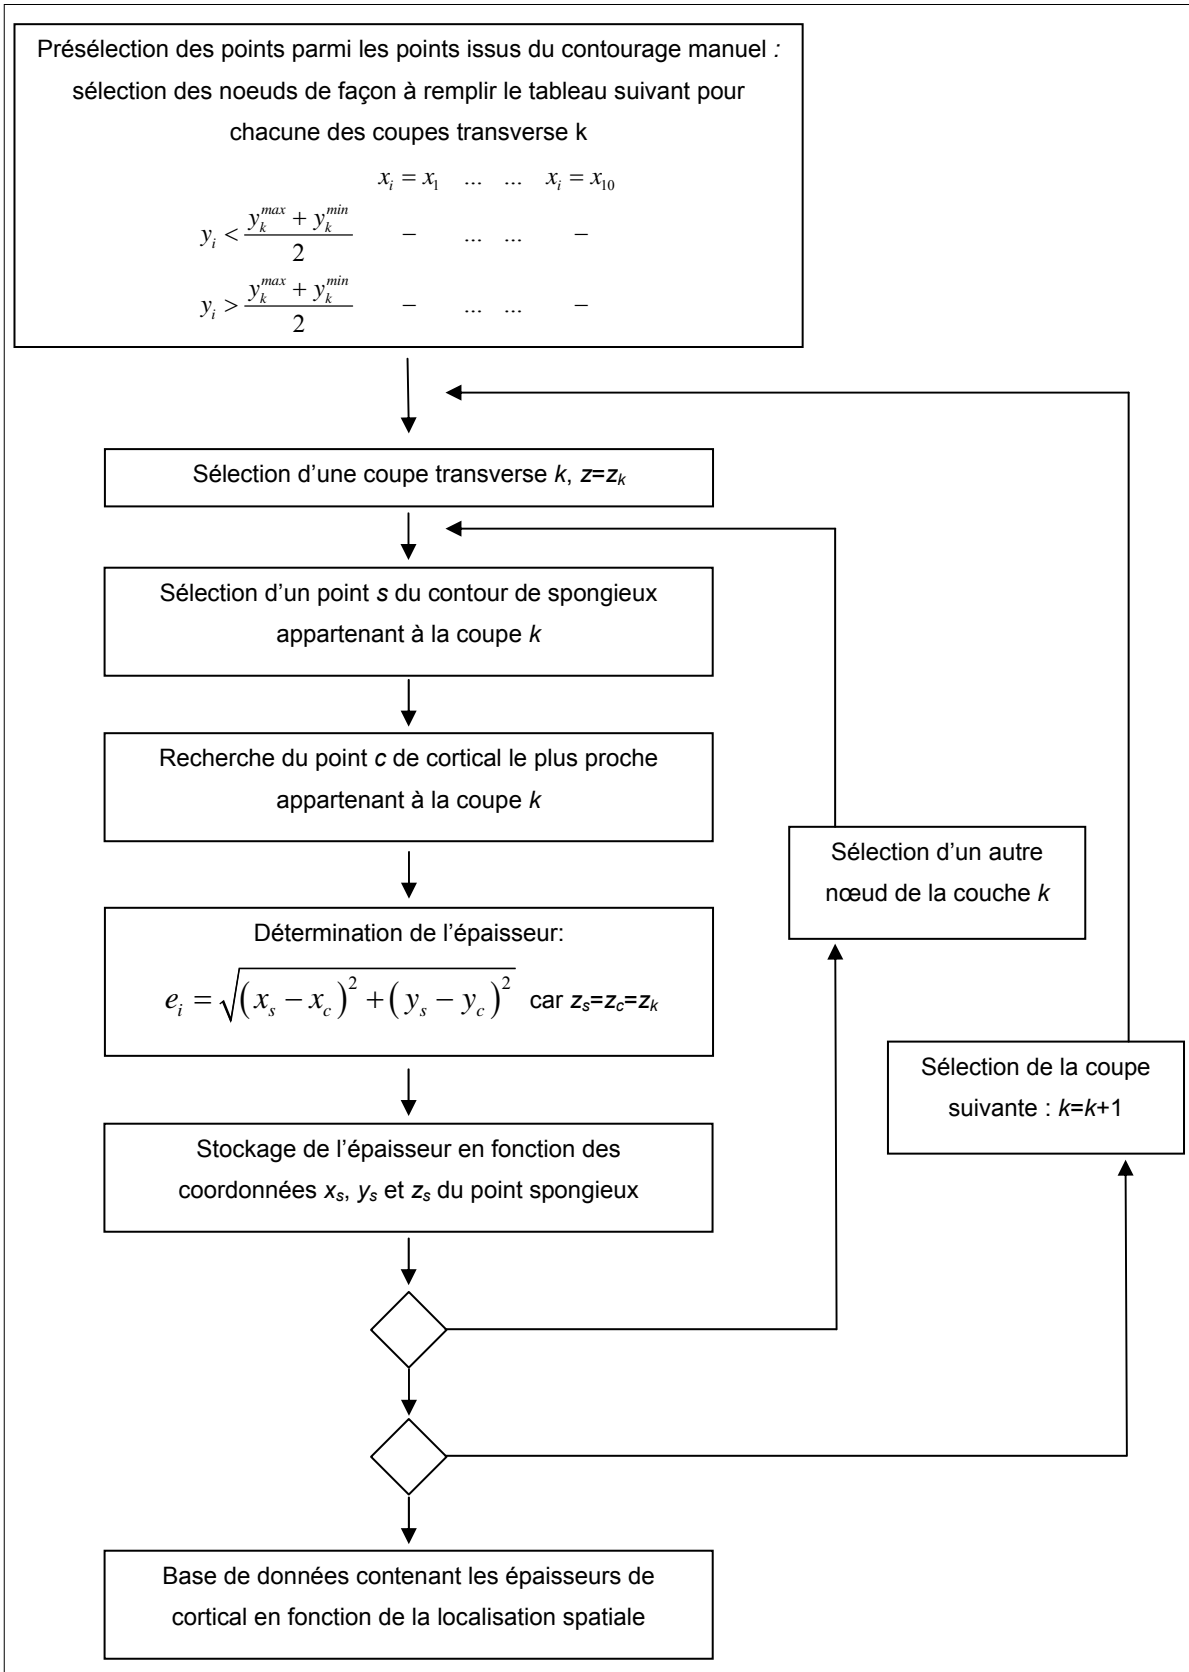 Présélection des points parmi les points issus du contourage manuel :
sélection des noeuds de façon à remplir le tableau suivant pour
chacune des coupes transverse k
x_i = x_1 ... ... x_i = x_10
y_i < (y_k^max + y_k^min)/2 – ... ... –
y_i > (y_k^max + y_k^min)/2 – ... ... –
Sélection d'une coupe transverse k, z=z_k
Sélection d'un point s du contour de spongieux
appartenant à la coupe k
Recherche du point c de cortical le plus proche
appartenant à la coupe k
Sélection d'un autre
nœud de la couche k
Détermination de l'épaisseur:
e_i = √((x_s − x_c)^2 + (y_s − y_c)^2) car z_s=z_c=z_k
Sélection de la coupe
suivante : k=k+1
Stockage de l'épaisseur en fonction des
coordonnées x_s, y_s et z_s du point spongieux
Base de données contenant les épaisseurs de
cortical en fonction de la localisation spatiale